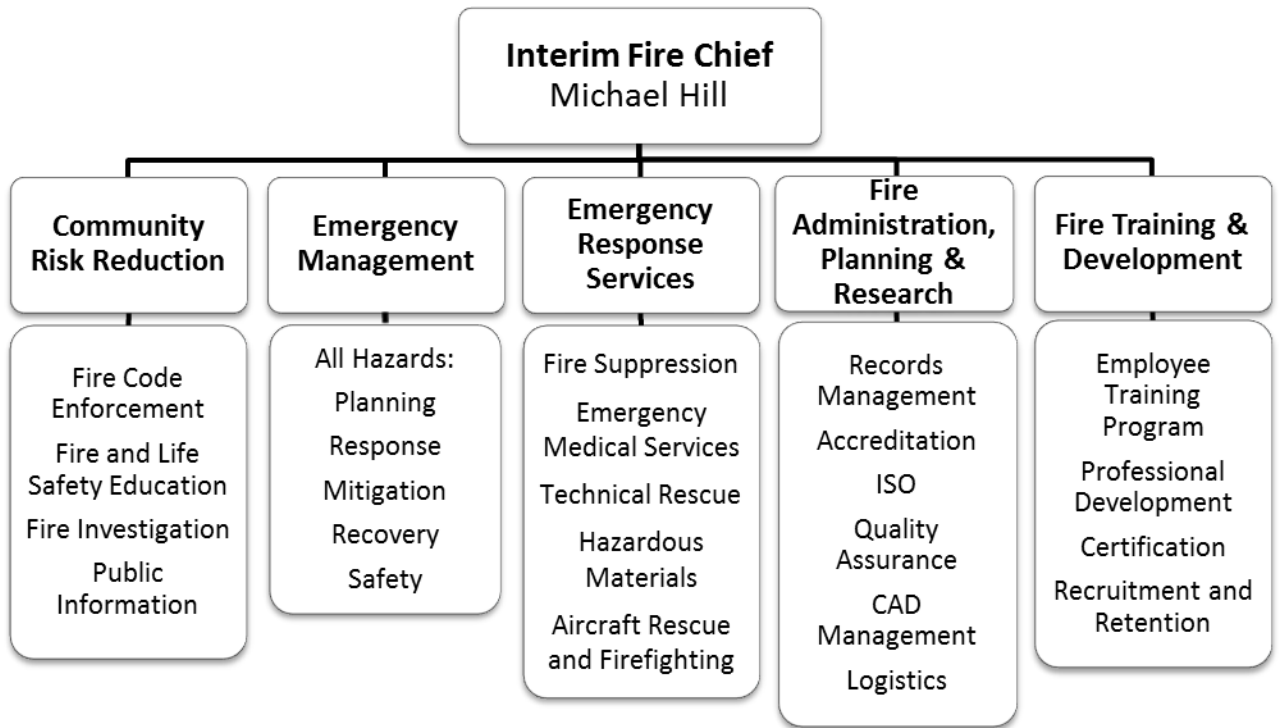 Interim Fire Chief
Michael Hill
Community
Risk Reduction
Fire Code
Enforcement
Fire and Life
Safety Education
Fire Investigation
Public
Information
Emergency
Management
All Hazards:
Planning
Response
Mitigation
Recovery
Safety
Emergency
Response
Services
Fire Suppression
Emergency
Medical Services
Technical Rescue
Hazardous
Materials
Aircraft Rescue
and Firefighting
Fire
Administration,
Planning &
Research
Records
Management
Accreditation
ISO
Quality
Assurance
CAD
Management
Logistics
Fire Training &
Development
Employee
Training
Program
Professional
Development
Certification
Recruitment and
Retention